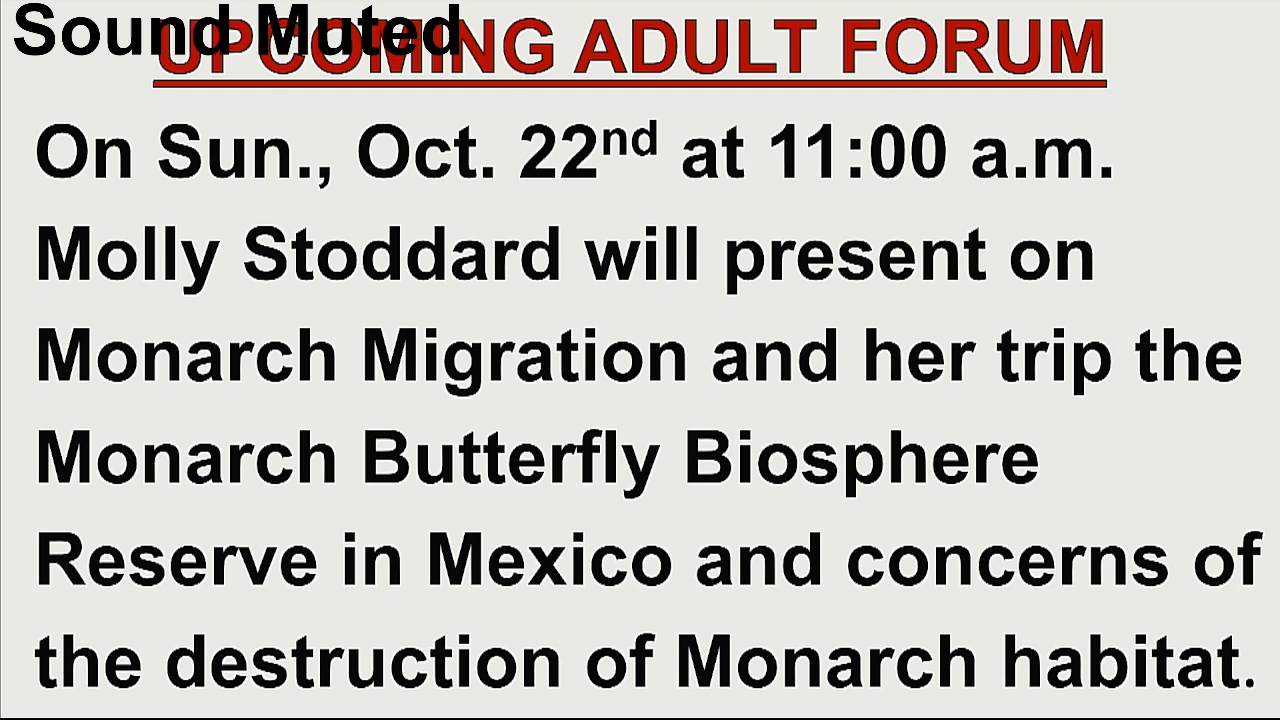 Sound Muted
UPCOMING ADULT FORUM
On Sun., Oct. 22nd at 11:00 a.m.
Molly Stoddard will present on
Monarch Migration and her trip the
Monarch Butterfly Biosphere
Reserve in Mexico and concerns of
the destruction of Monarch habitat.